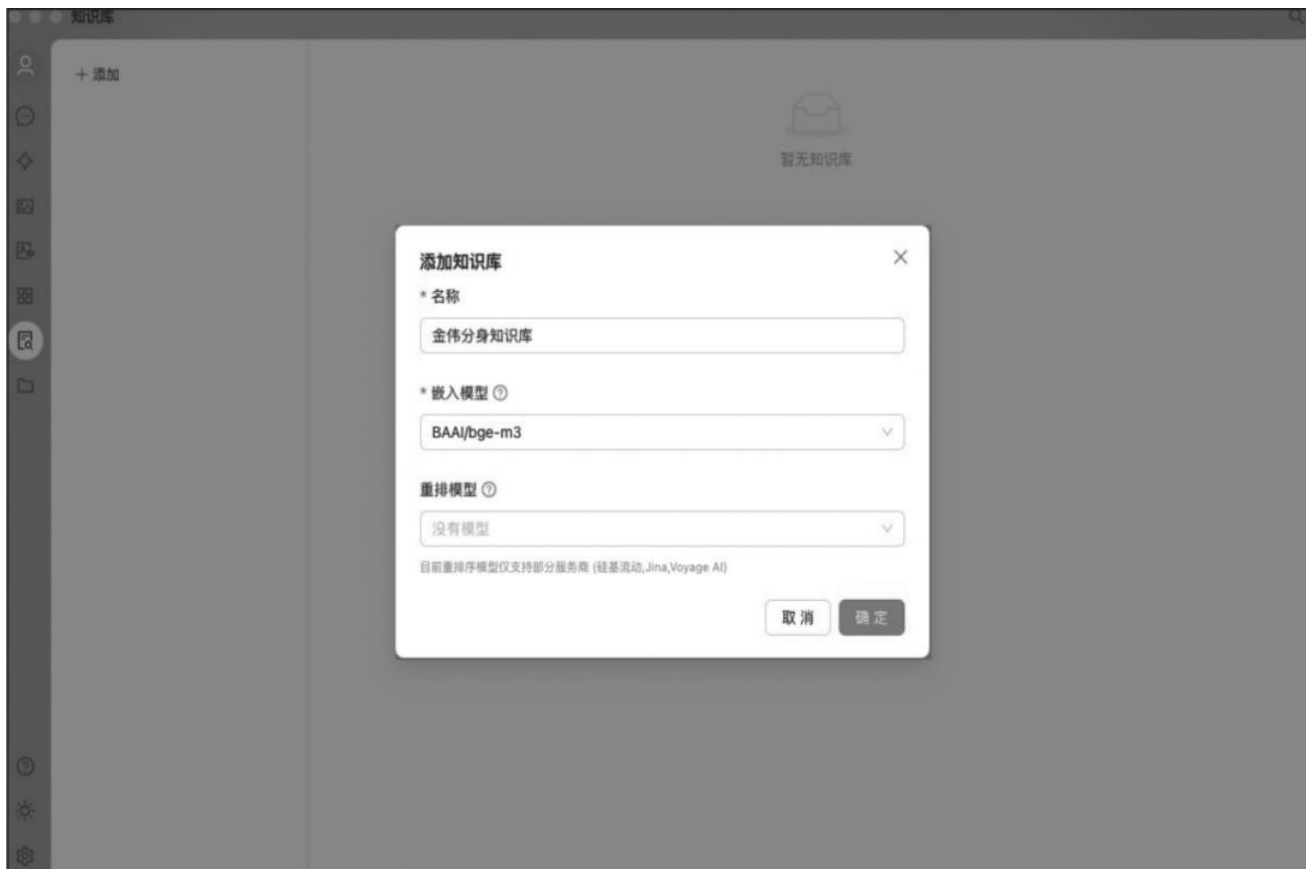 知识库
+ 添加
暂无知识库
添加知识库
* 名称
金伟分身知识库
* 嵌入模型
BAAI/bge-m3
重排模型
没有模型
目前重排序模型仅支持部分服务商 (硅基流动,Jina,Voyage AI)
取 消 确 定